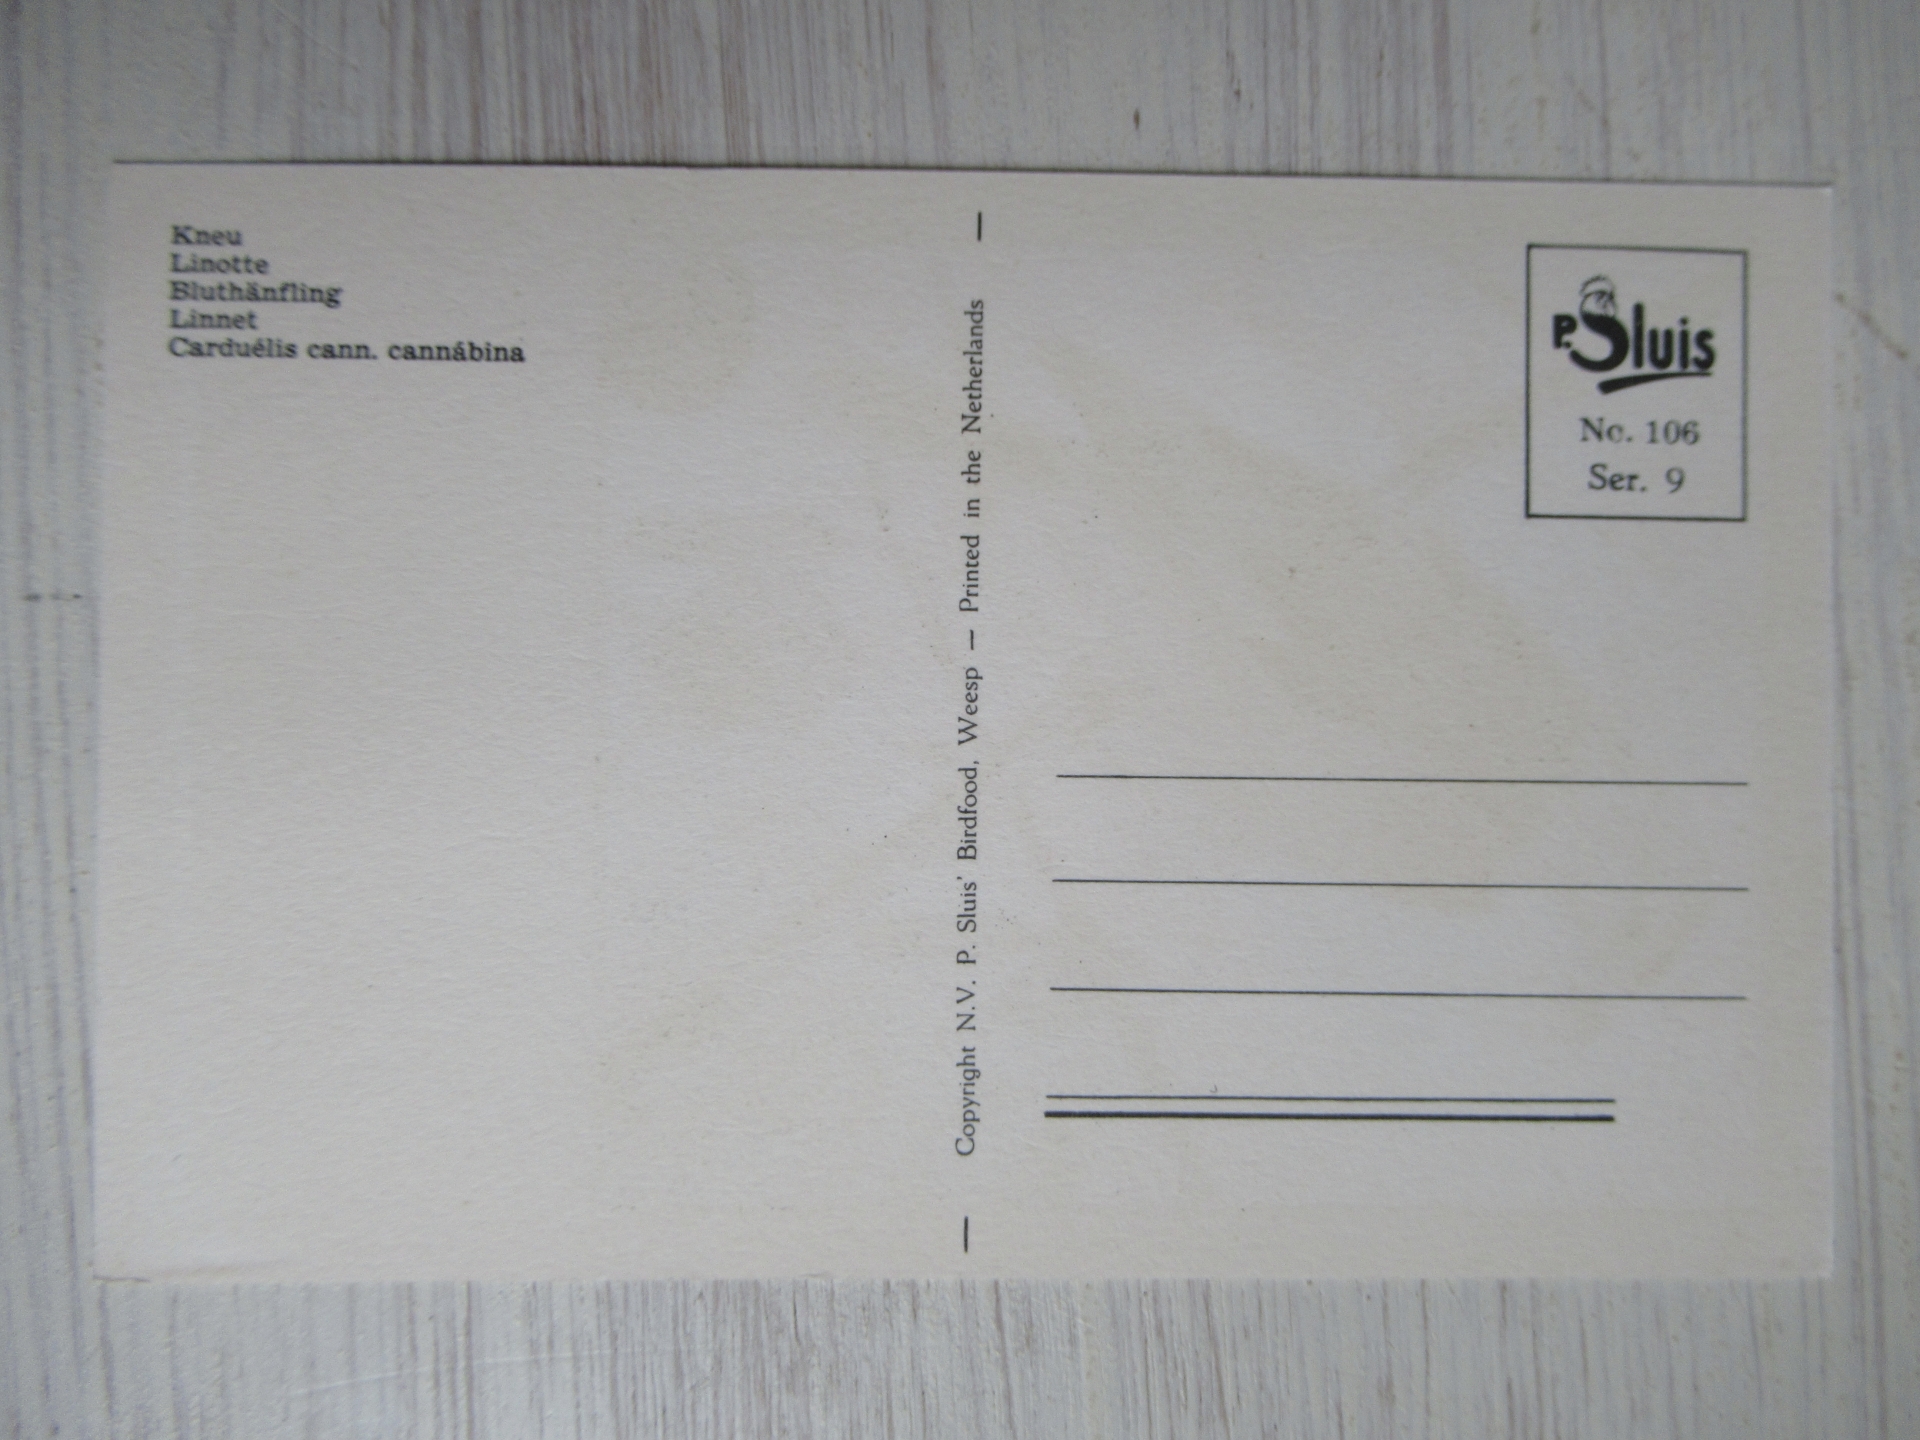 Kneu
Linotte
Bluthänfling
Linnet
Carduélis cann. cannábina
Copyright N.V. P. Sluis' Birdfood, Weesp — Printed in the Netherlands
P. Sluis
No. 106
Ser. 9